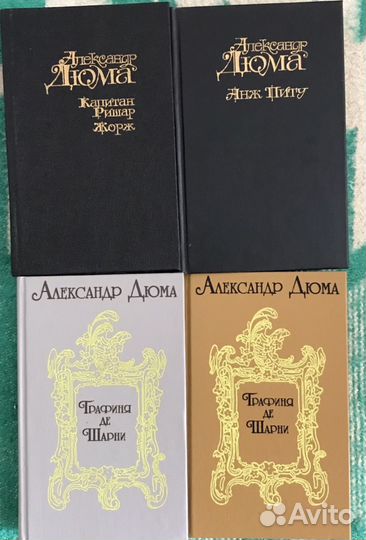 Александр
Дюма
Капитан
Ришар
Жорж
Александр
Дюма
Анж Питу
Александр Дюма
Графиня
де
Шарни
Александр Дюма
Графиня
де
Шарни
Avito